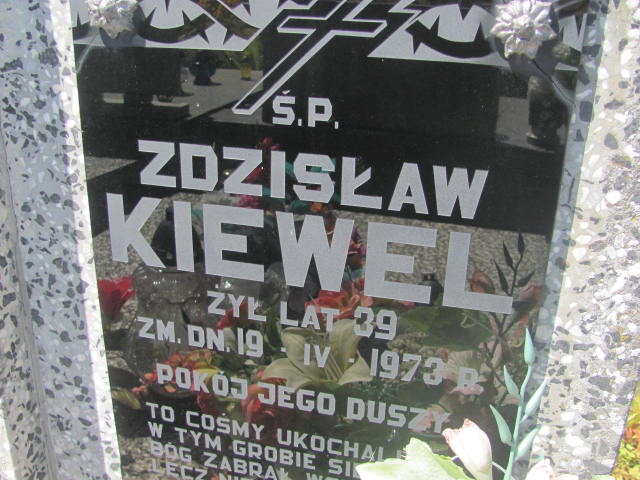 Ś.P.
ZDZISŁAW
KIEWEL
ŻYŁ LAT 39
ZM. DN. 19 IV 1973 R
POKÓJ JEGO DUSZY
TO COŚMY
W TYM GROBIE
BÓG ZABRAŁ
LECZ